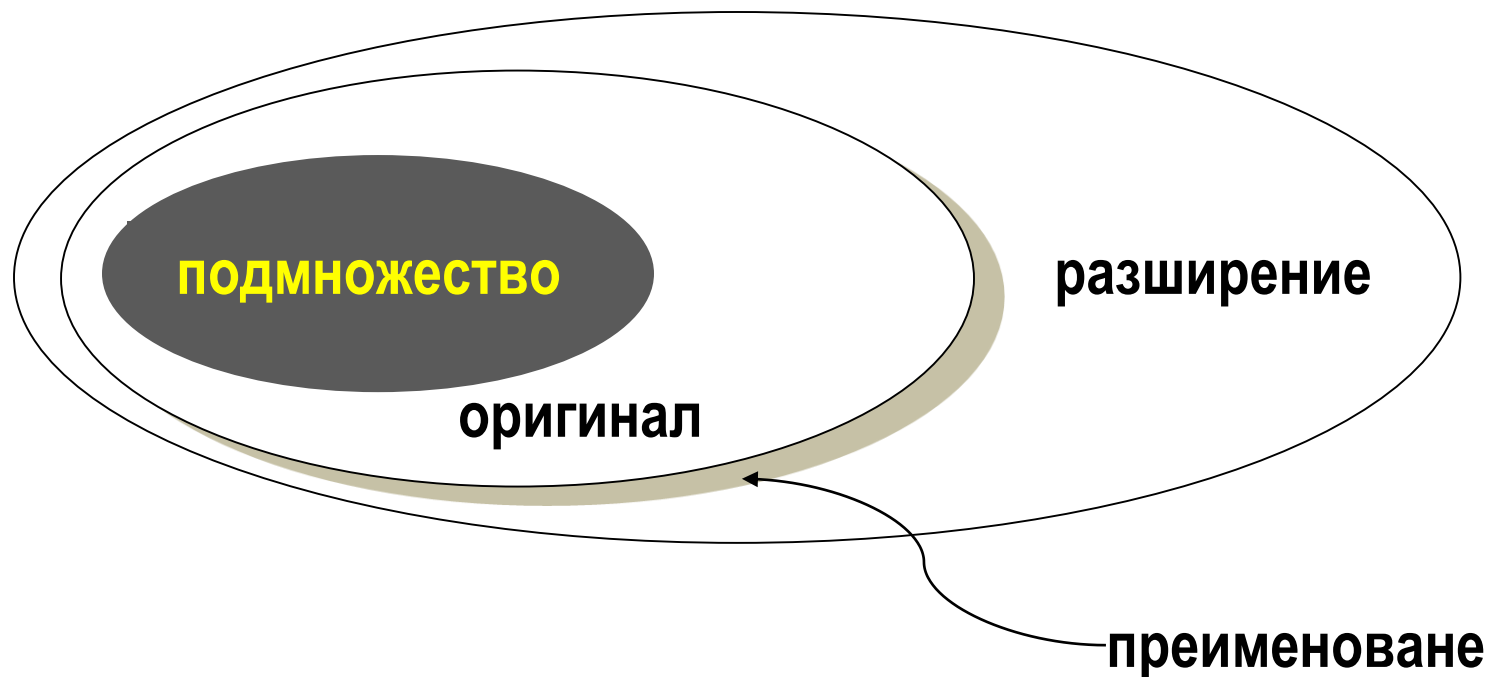 подмножество
разширение
оригинал
преименоване